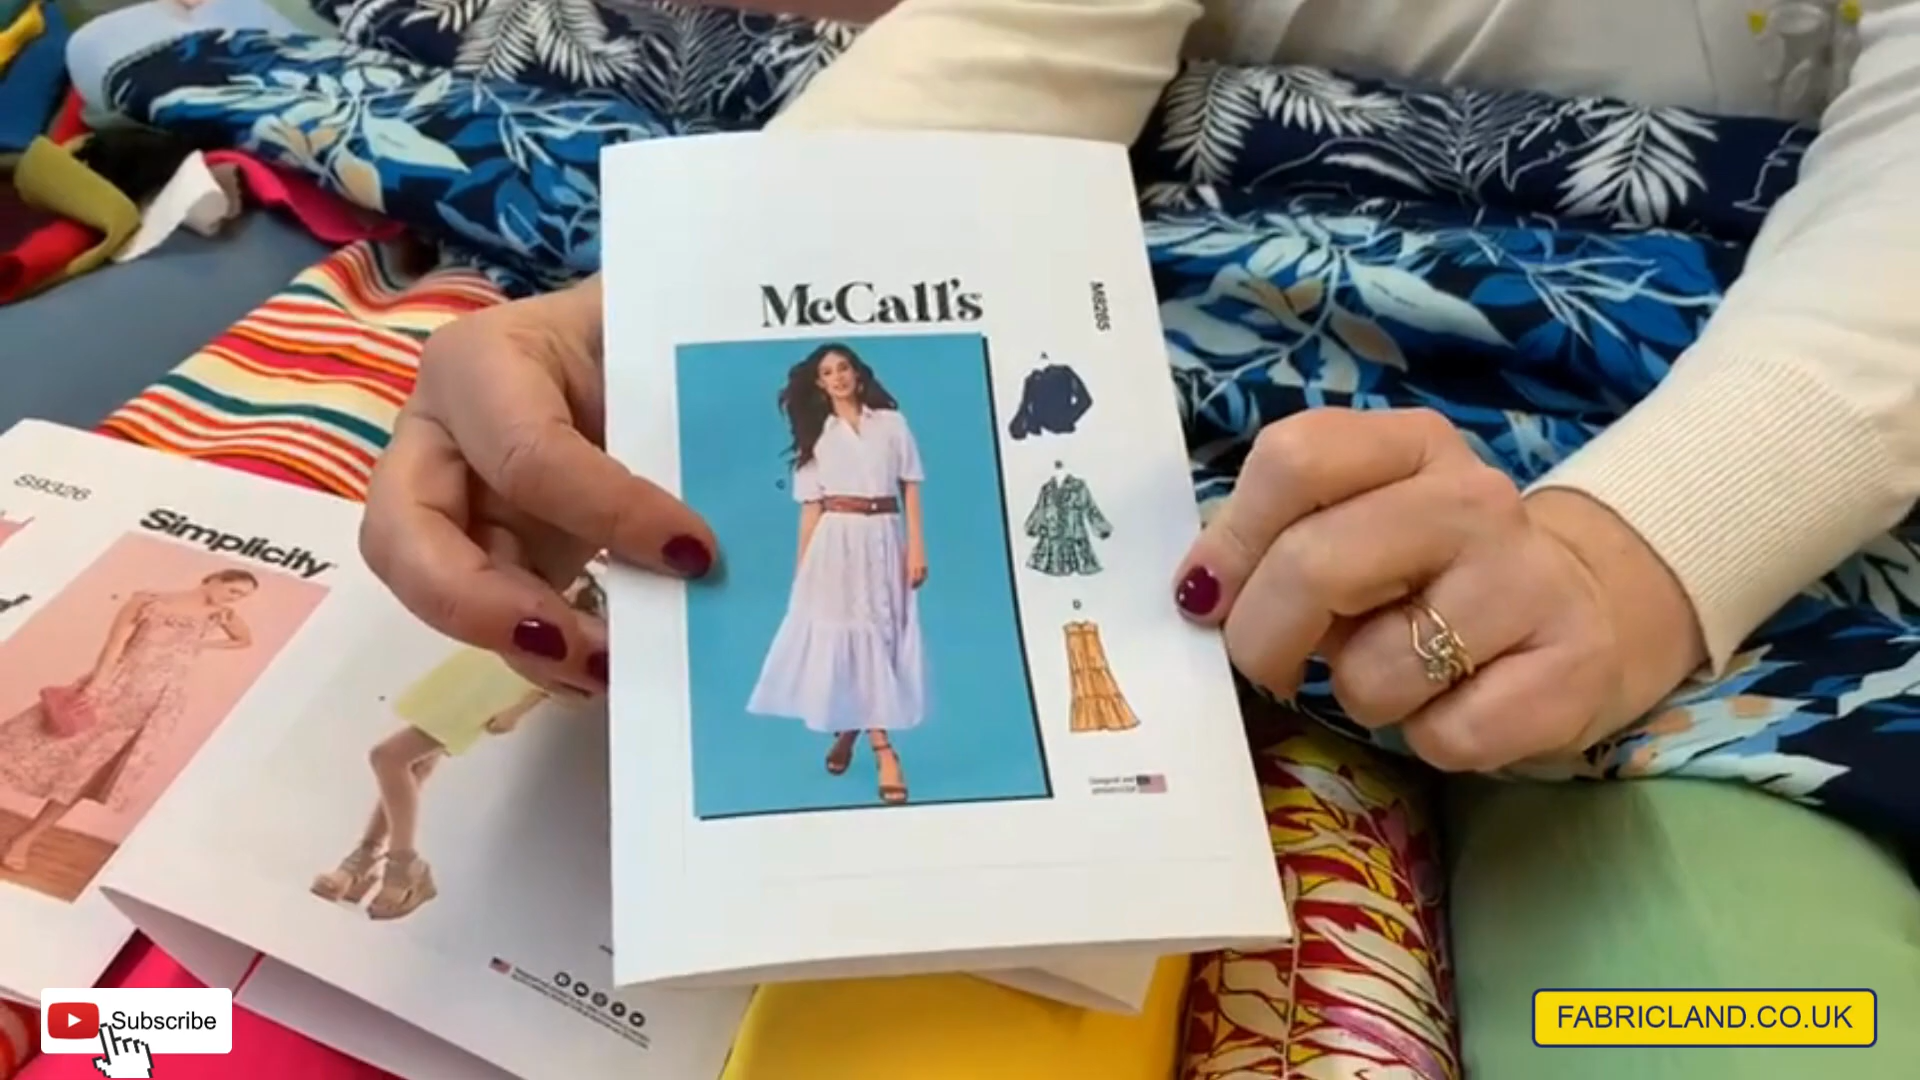 McCall's
M8285
A
B
C
D
S9326
Simplicity
Subscribe
FABRICLAND.CO.UK